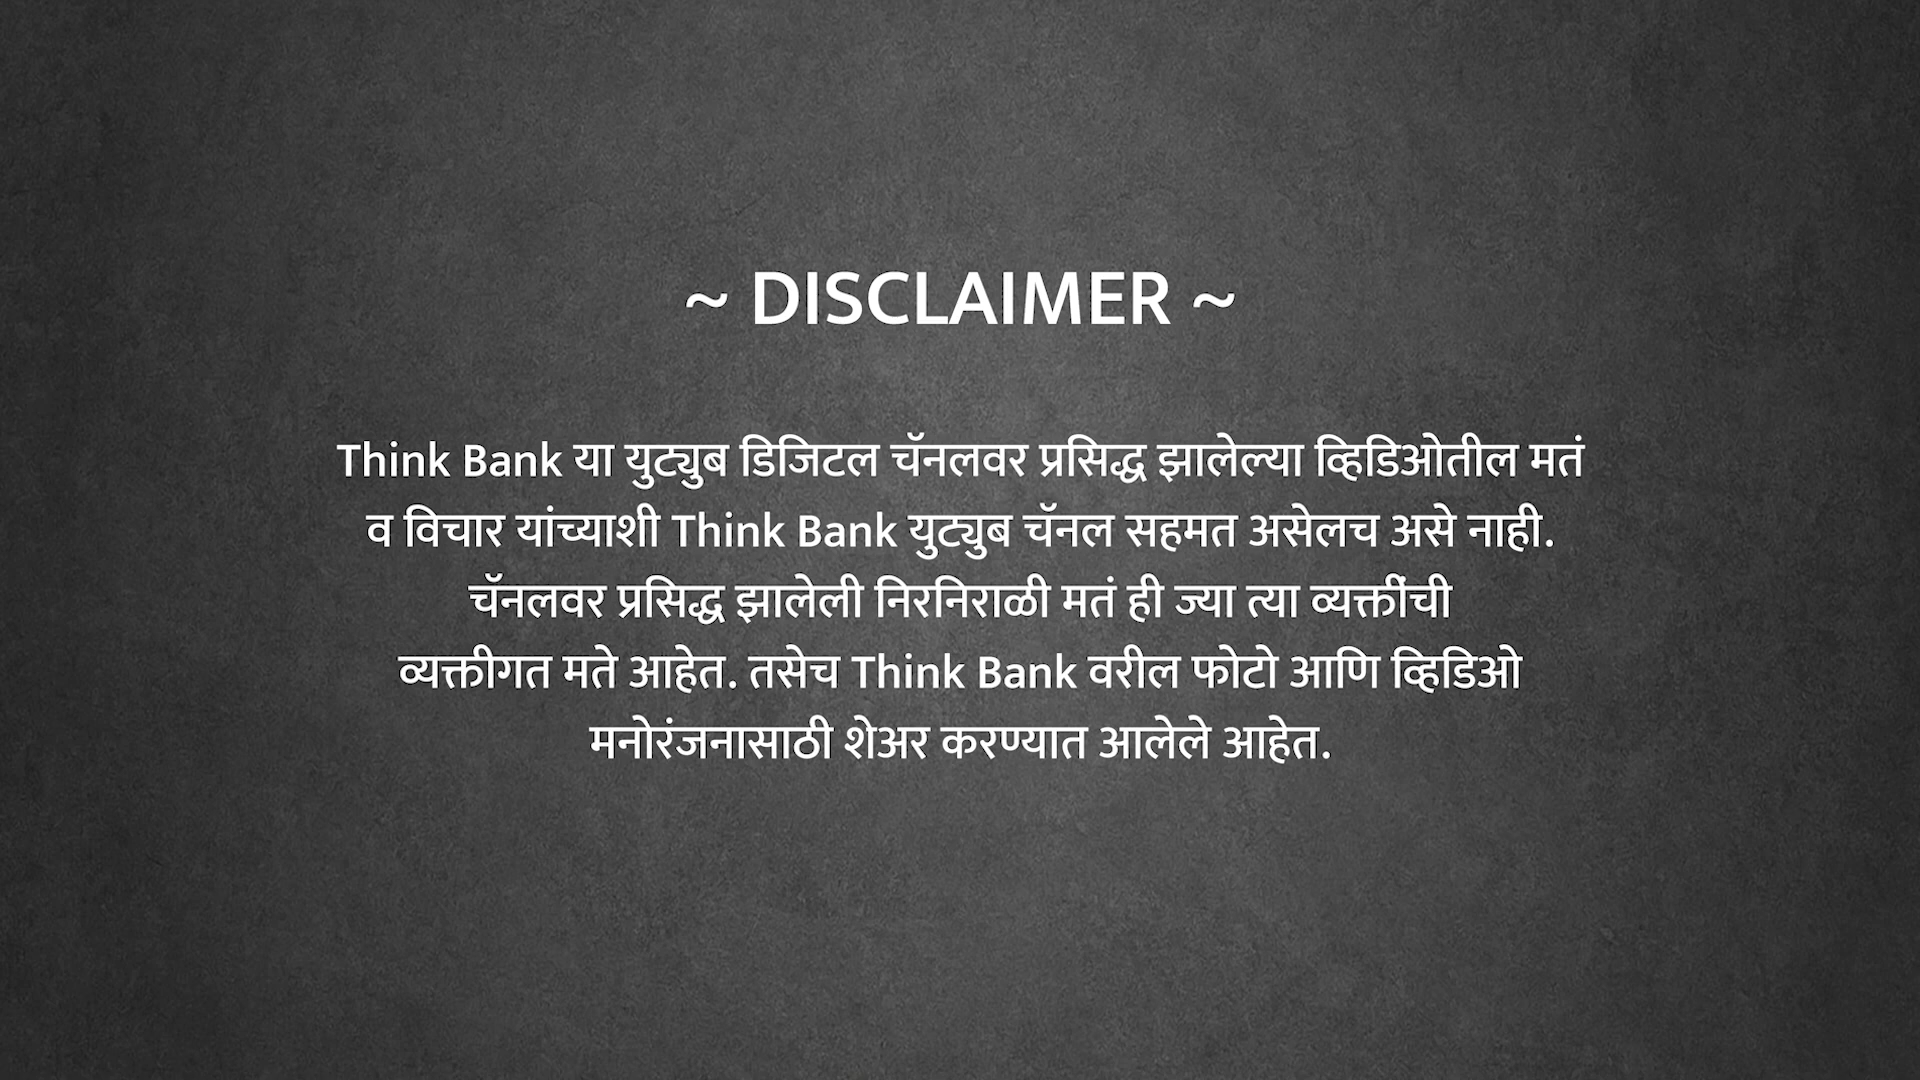 ~ DISCLAIMER ~
Think Bank या युट्युब डिजिटल चॅनलवर प्रसिद्ध झालेल्या व्हिडिओतील मतं
व विचार यांच्याशी Think Bank युट्युब चॅनल सहमत असेलच असे नाही.
चॅनलवर प्रसिद्ध झालेली निरनिराळी मतं ही ज्या त्या व्यक्तींची
व्यक्तीगत मते आहेत. तसेच Think Bank वरील फोटो आणि व्हिडिओ
मनोरंजनासाठी शेअर करण्यात आलेले आहेत.